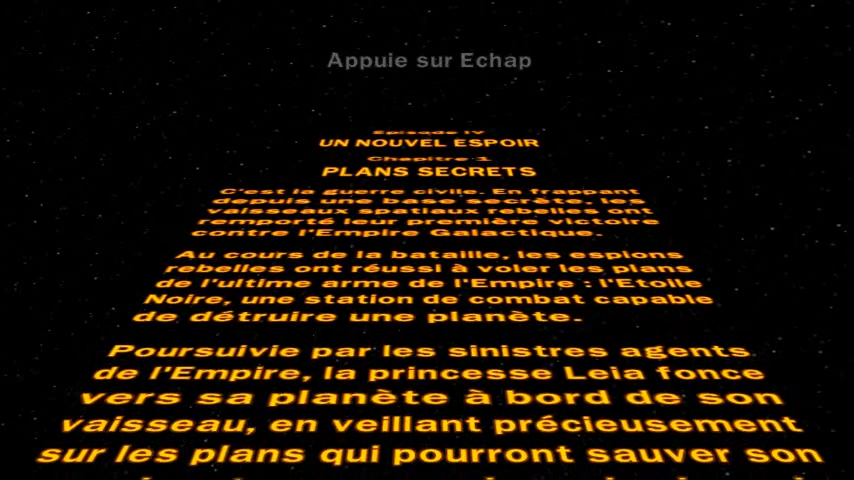 Appuie sur Echap
Episode IV
UN NOUVEL ESPOIR
Chapitre 1
PLANS SECRETS
C'est la guerre civile. En frappant
depuis une base secrète, les
vaisseaux spatiaux rebelles ont
remporté leur première victoire
contre l'Empire Galactique.
Au cours de la bataille, les espions
rebelles ont réussi à voler les plans
de l'ultime arme de l'Empire : l'Etoile
Noire, une station de combat capable
de détruire une planète.
Poursuivie par les sinistres agents
de l'Empire, la princesse Leia fonce
vers sa planète à bord de son
vaisseau, en veillant précieusement
sur les plans qui pourront sauver son